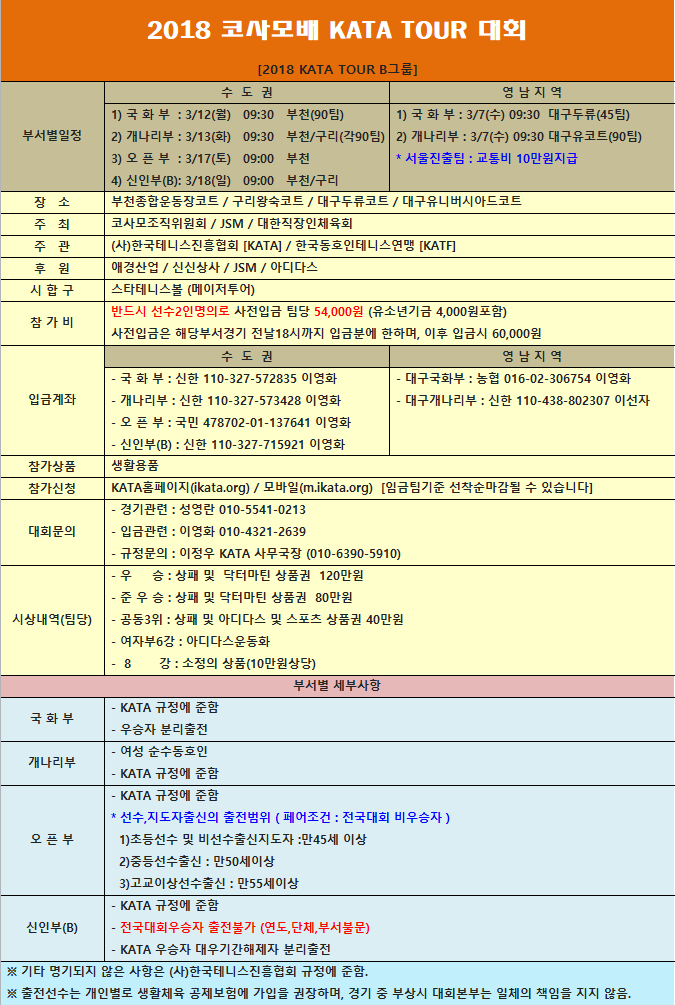 2018 코사모배 KATA TOUR 대회
[2018 KATA TOUR B그룹]
부서별일정
수 도 권
1) 국 화 부 : 3/12(월) 09:30 부천(90팀)
2) 개나리부 : 3/13(화) 09:30 부천/구리(각90팀)
3) 오 픈 부 : 3/17(토) 09:00 부천
4) 신인부(B): 3/18(일) 09:00 부천/구리
영 남 지 역
1) 국 화 부 : 3/7(수) 09:30 대구두류(45팀)
2) 개나리부 : 3/7(수) 09:30 대구유코트(90팀)
* 서울진출팀 : 교통비 10만원지급
장 소 부천종합운동장코트 / 구리왕숙코트 / 대구두류코트 / 대구유니버시아드코트
주 최 코사모조직위원회 / JSM / 대한직장인체육회
주 관 (사)한국테니스진흥협회 [KATA] / 한국동호인테니스연맹 [KATF]
후 원 애경산업 / 신신상사 / JSM / 아디다스
시 합 구 스타테니스볼 (메이저투어)
참 가 비
반드시 선수2인명의로 사전입금 팀당 54,000원 (유소년기금 4,000원포함)
사전입금은 해당부서경기 전날18시까지 입금분에 한하며, 이후 입금시 60,000원
입금계좌
수 도 권
- 국 화 부 : 신한 110-327-572835 이영화
- 개나리부 : 신한 110-327-573428 이영화
- 오 픈 부 : 국민 478702-01-137641 이영화
- 신인부(B) : 신한 110-327-715921 이영화
영 남 지 역
- 대구국화부 : 농협 016-02-306754 이영화
- 대구개나리부 : 신한 110-438-802307 이선자
참가상품 생활용품
참가신청 KATA홈페이지(ikata.org) / 모바일(m.ikata.org) [입금팀기준 선착순마감될 수 있습니다]
대회문의
- 경기관련 : 성영란 010-5541-0213
- 입금관련 : 이영화 010-4321-2639
- 규정문의 : 이정우 KATA 사무국장 (010-6390-5910)
시상내역(팀당)
- 우 승 : 상패 및 닥터마틴 상품권 120만원
- 준 우 승 : 상패 및 닥터마틴 상품권 80만원
- 공동3위 : 상패 및 아디다스 및 스포츠 상품권 40만원
- 여자부6강 : 아디다스운동화
- 8 강 : 소정의 상품(10만원상당)
부서별 세부사항
국 화 부
- KATA 규정에 준함
- 우승자 분리출전
개나리부
- 여성 순수동호인
- KATA 규정에 준함
오 픈 부
- KATA 규정에 준함
* 선수,지도자출신의 출전범위 ( 페어조건 : 전국대회 비우승자 )
1)초등선수 및 비선수출신지도자 :만45세 이상
2)중등선수출신 : 만50세이상
3)고교이상선수출신 : 만55세이상
신인부(B)
- KATA 규정에 준함
- 전국대회우승자 출전불가 (연도,단체,부서불문)
- KATA 우승자 대우기간해제자 분리출전
※ 기타 명기되지 않은 사항은 (사)한국테니스진흥협회 규정에 준함.
※ 출전선수는 개인별로 생활체육 공제보험에 가입을 권장하며, 경기 중 부상시 대회본부는 일체의 책임을 지지 않음.